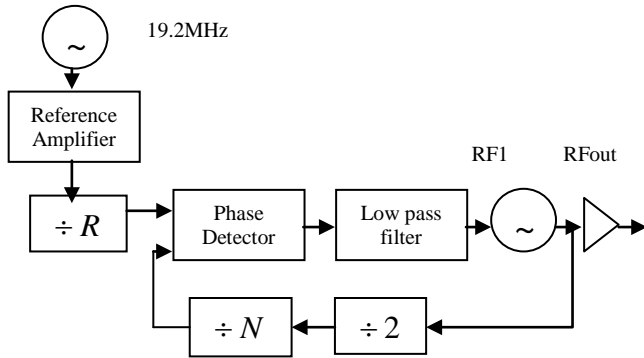 19.2MHz
Reference
Amplifier
RF1
RFout
÷ R
Phase
Detector
Low pass
filter
~
~
÷ N
÷ 2